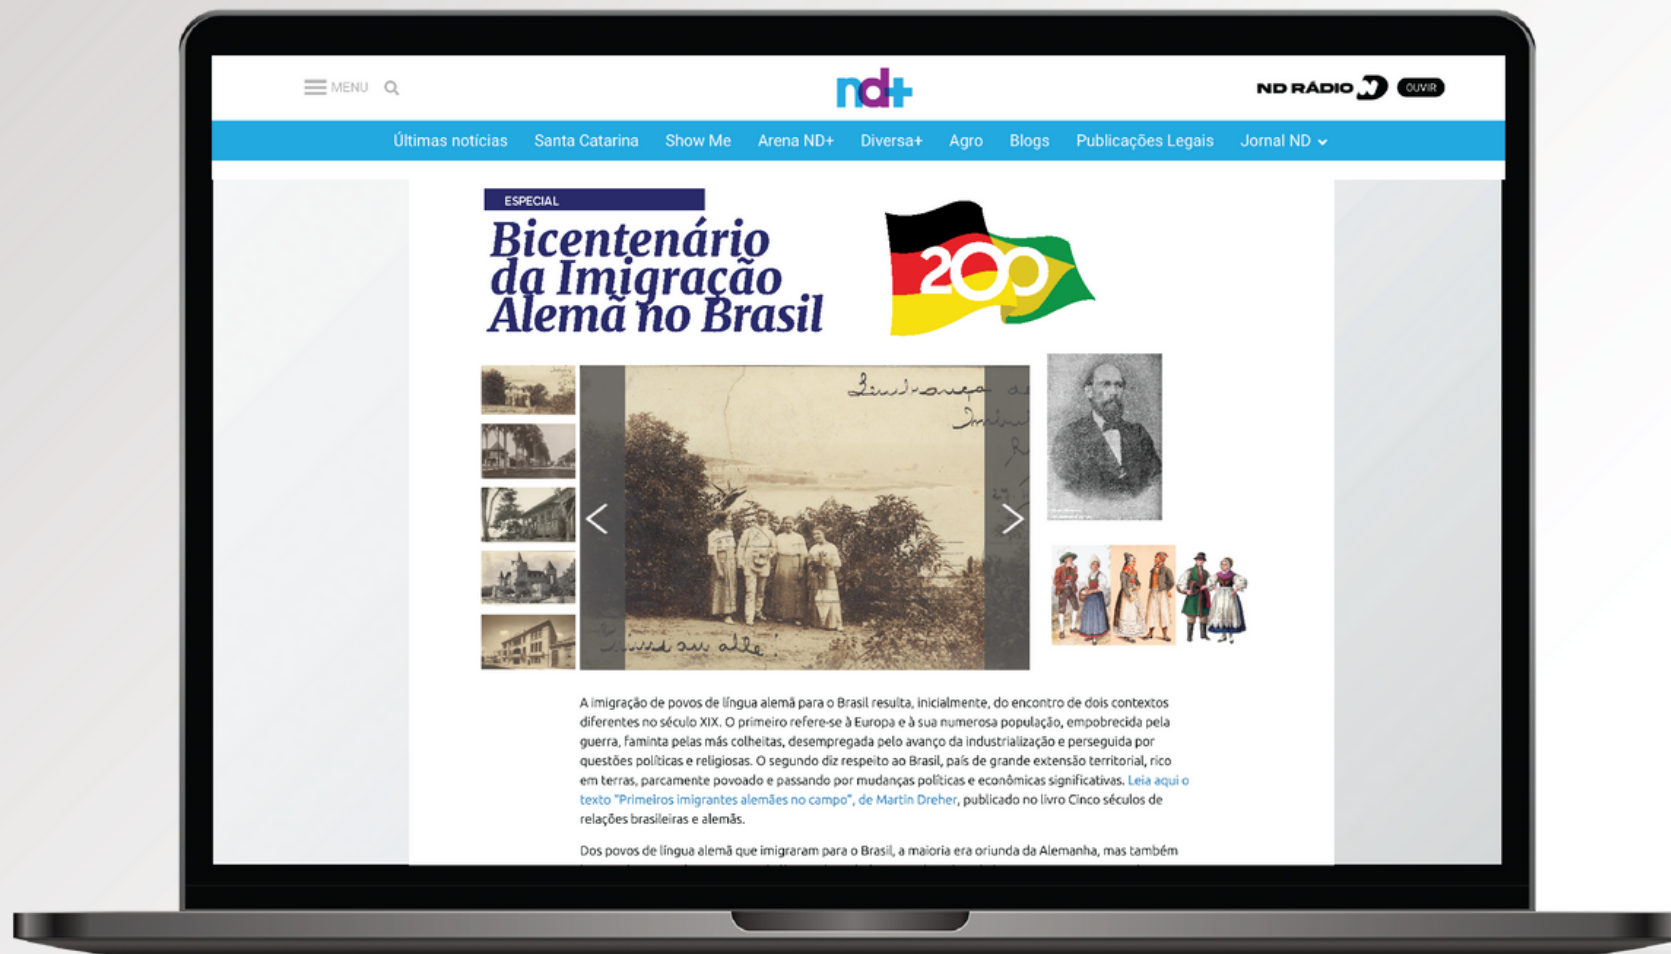 MENU
nd+
ND RÁDIO
OUVIR
Últimas notícias Santa Catarina Show Me Arena ND+ Diversa+ Agro Blogs Publicações Legais Jornal ND
ESPECIAL
Bicentenário
da Imigração
Alemã no Brasil
200
A imigração de povos de língua alemã para o Brasil resulta, inicialmente, do encontro de dois contextos
diferentes no século XIX. O primeiro refere-se à Europa e à sua numerosa população, empobrecida pela
guerra, faminta pelas más colheitas, desempregada pelo avanço da industrialização e perseguida por
questões políticas e religiosas. O segundo diz respeito ao Brasil, país de grande extensão territorial, rico
em terras, parcamente povoado e passando por mudanças políticas e econômicas significativas. Leia aqui o
texto "Primeiros imigrantes alemães no campo", de Martin Dreher, publicado no livro Cinco séculos de
relações brasileiras e alemãs.
Dos povos de língua alemã que imigraram para o Brasil, a maioria era oriunda da Alemanha, mas também